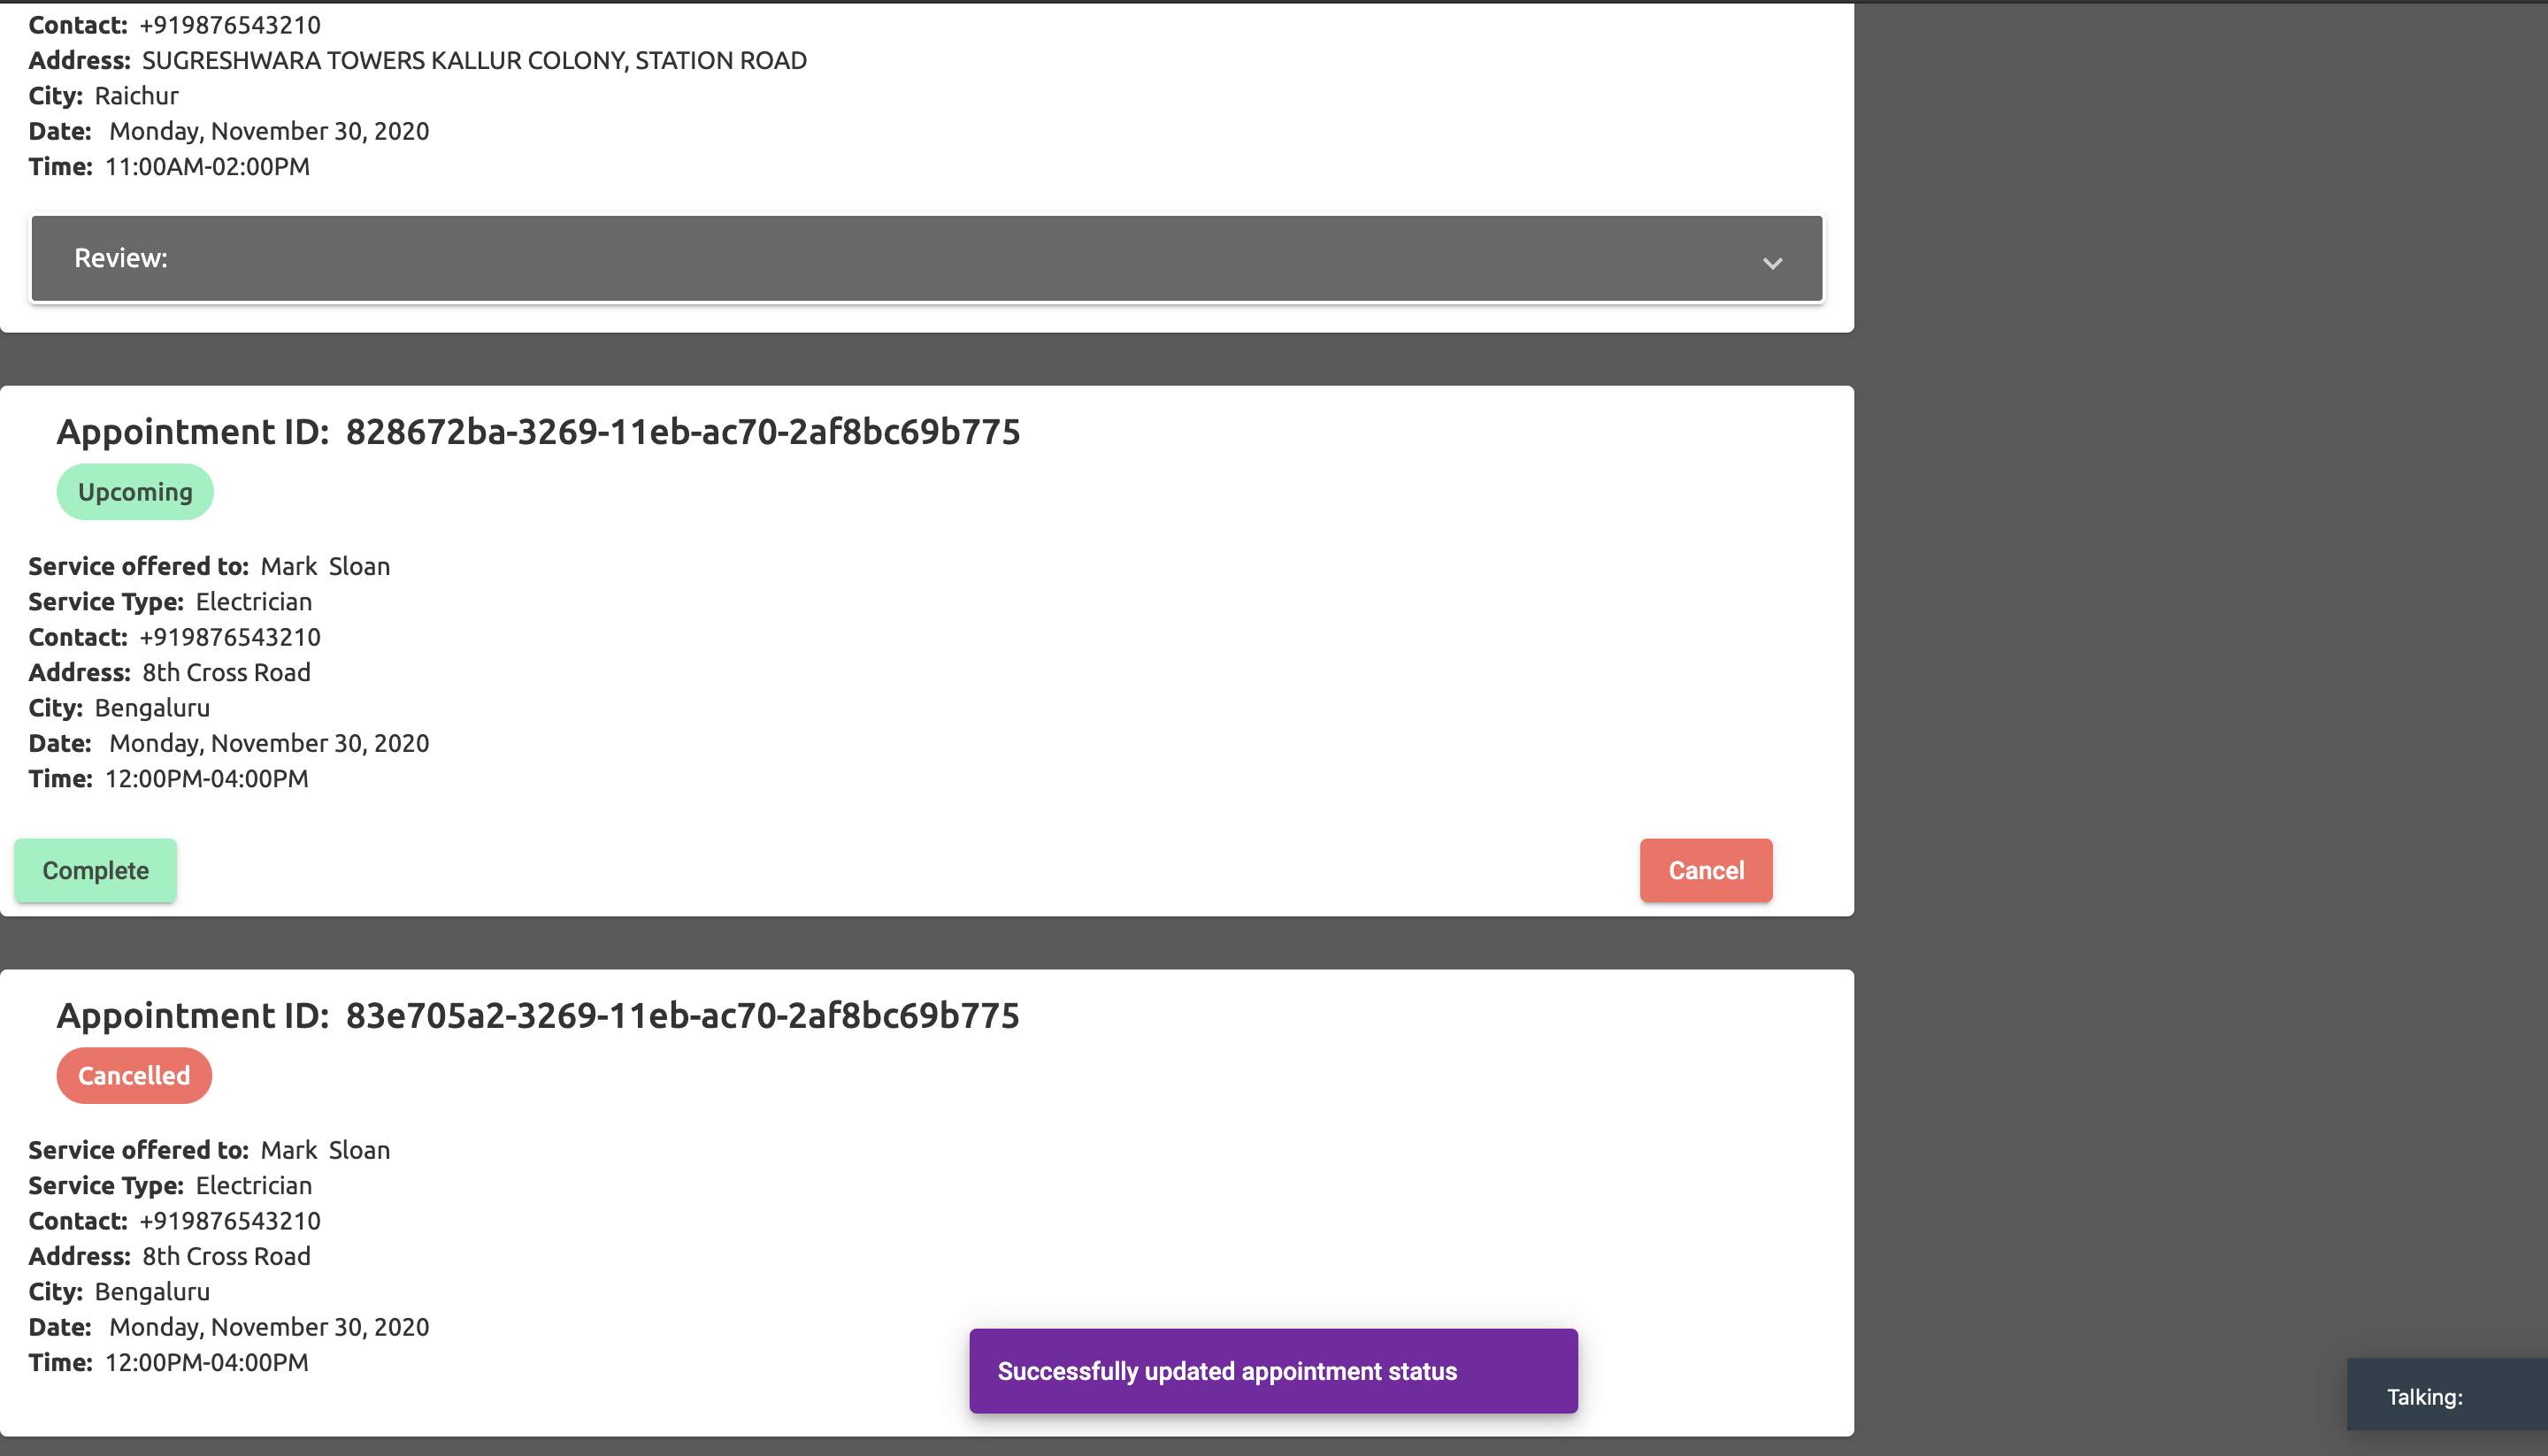 Contact: +919876543210
Address: SUGRESHWARA TOWERS KALLUR COLONY, STATION ROAD
City: Raichur
Date: Monday, November 30, 2020
Time: 11:00AM-02:00PM
Review:
Appointment ID: 828672ba-3269-11eb-ac70-2af8bc69b775
Upcoming
Service offered to: Mark Sloan
Service Type: Electrician
Contact: +919876543210
Address: 8th Cross Road
City: Bengaluru
Date: Monday, November 30, 2020
Time: 12:00PM-04:00PM
Complete
Cancel
Appointment ID: 83e705a2-3269-11eb-ac70-2af8bc69b775
Cancelled
Service offered to: Mark Sloan
Service Type: Electrician
Contact: +919876543210
Address: 8th Cross Road
City: Bengaluru
Date: Monday, November 30, 2020
Time: 12:00PM-04:00PM
Successfully updated appointment status
Talking: